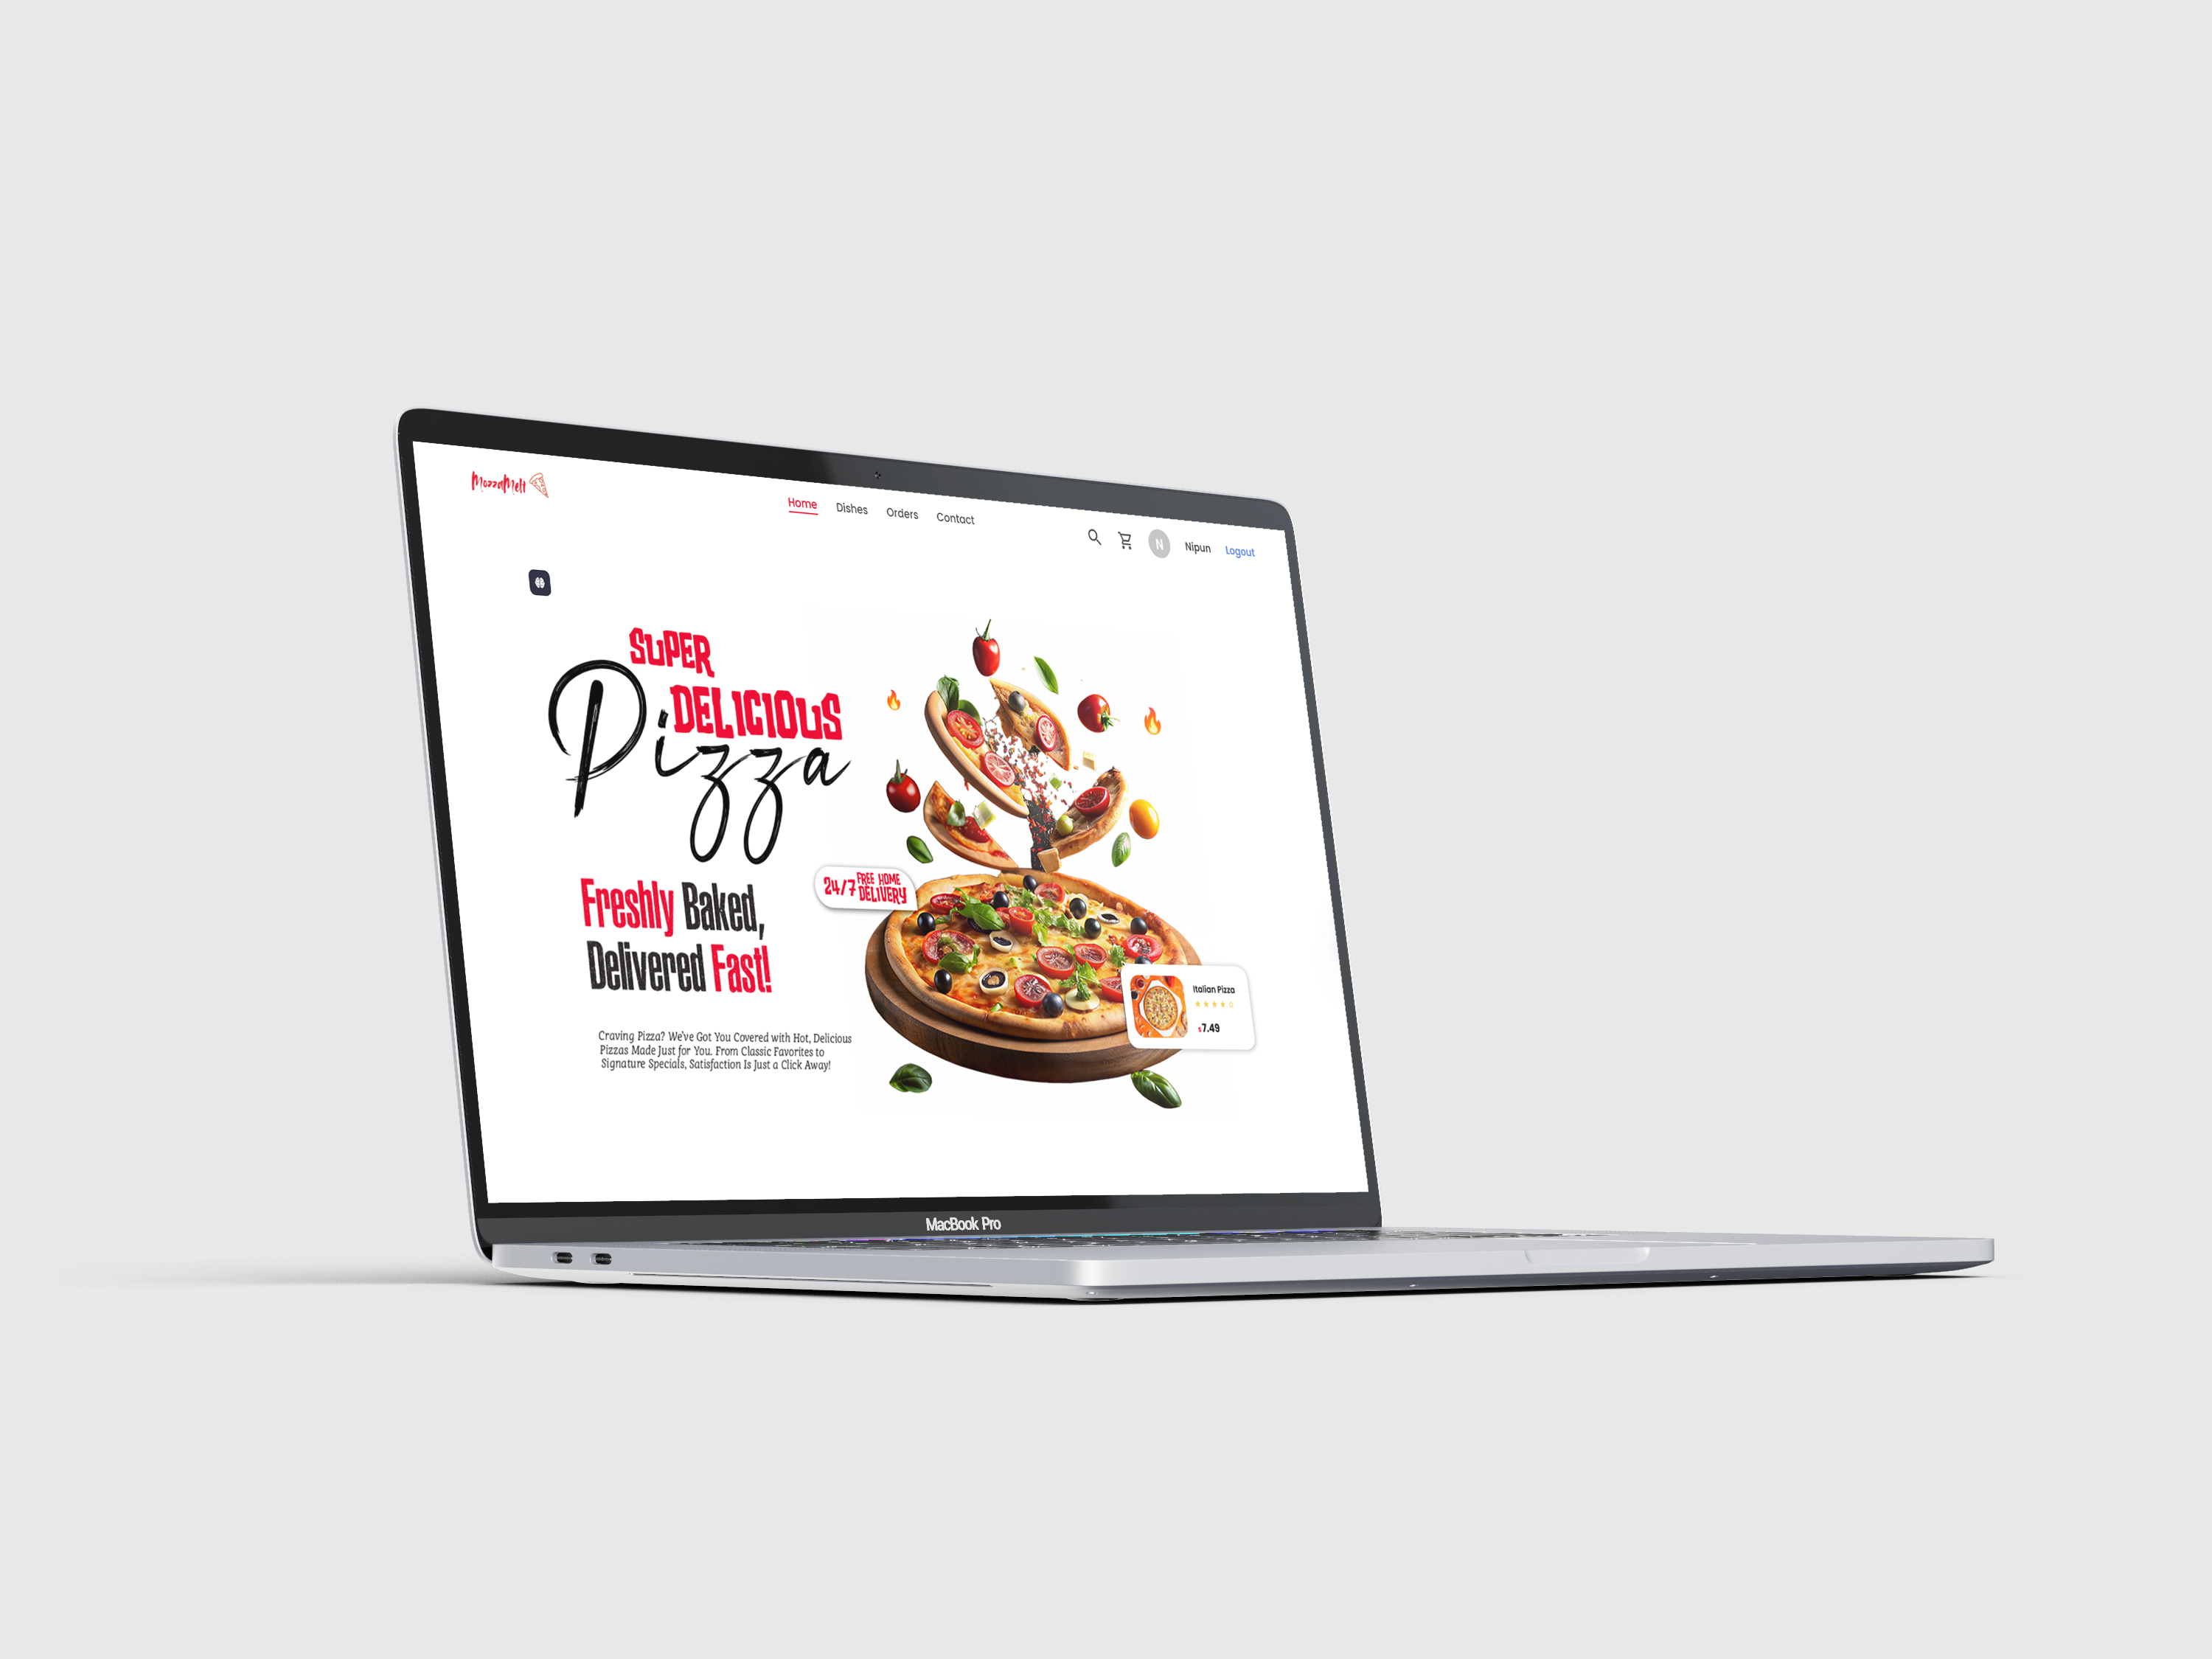 MozzaMelt
Home Dishes Orders Contact
N Nipun Logout
SUPER
DELICIOUS
Pizza
Freshly Baked,
Delivered Fast!
Craving Pizza? We've Got You Covered with Hot, Delicious
Pizzas Made Just for You. From Classic Favorites to
Signature Specials, Satisfaction Is Just a Click Away!
24/7 FREE HOME
DELIVERY
Italian Pizza
$7.49
MacBook Pro